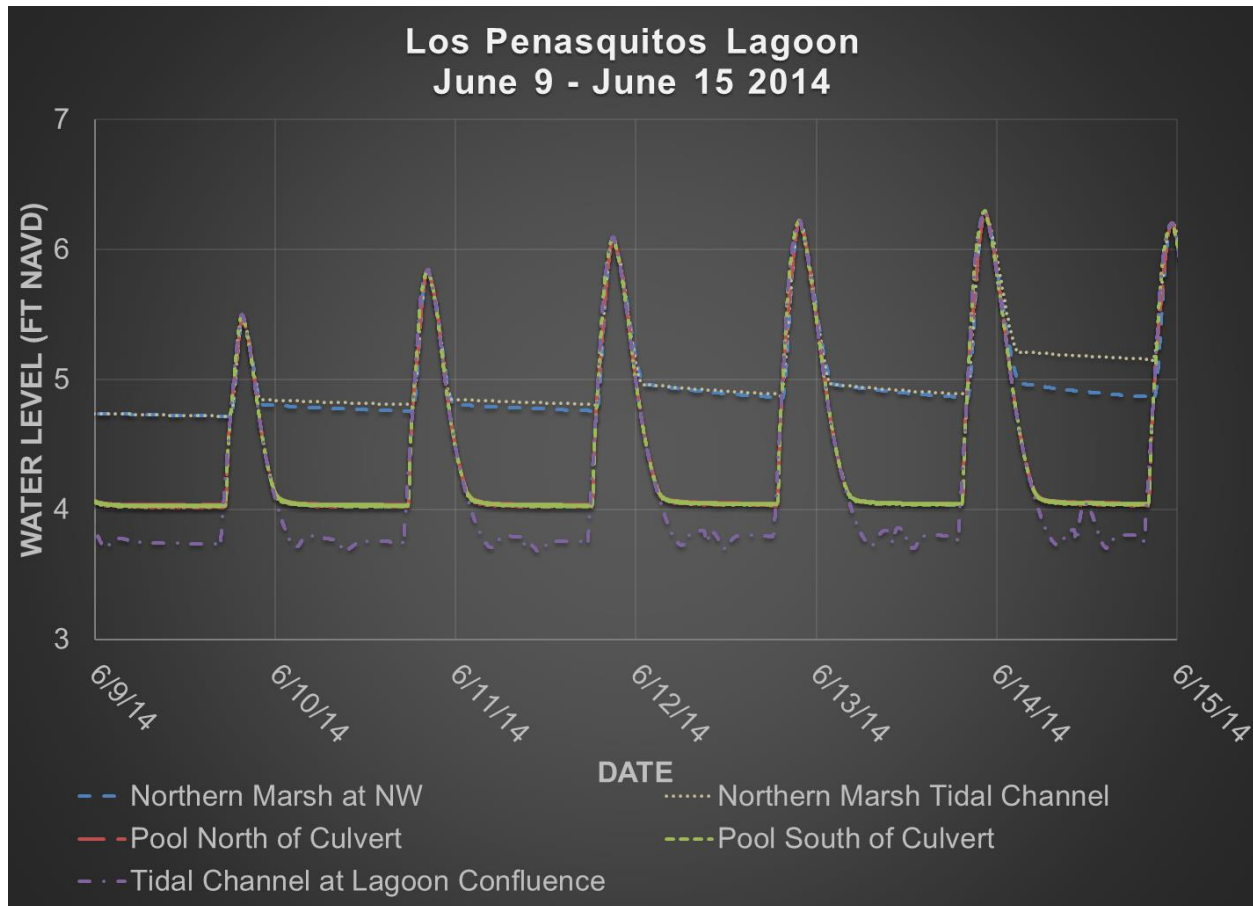 Los Penasquitos Lagoon
June 9 - June 15 2014
7
6
5
4
3
WATER LEVEL (FT NAVD)
6/9/14
6/10/14
6/11/14
6/12/14
6/13/14
6/14/14
6/15/14
DATE
Northern Marsh at NW
Northern Marsh Tidal Channel
Pool North of Culvert
Pool South of Culvert
Tidal Channel at Lagoon Confluence